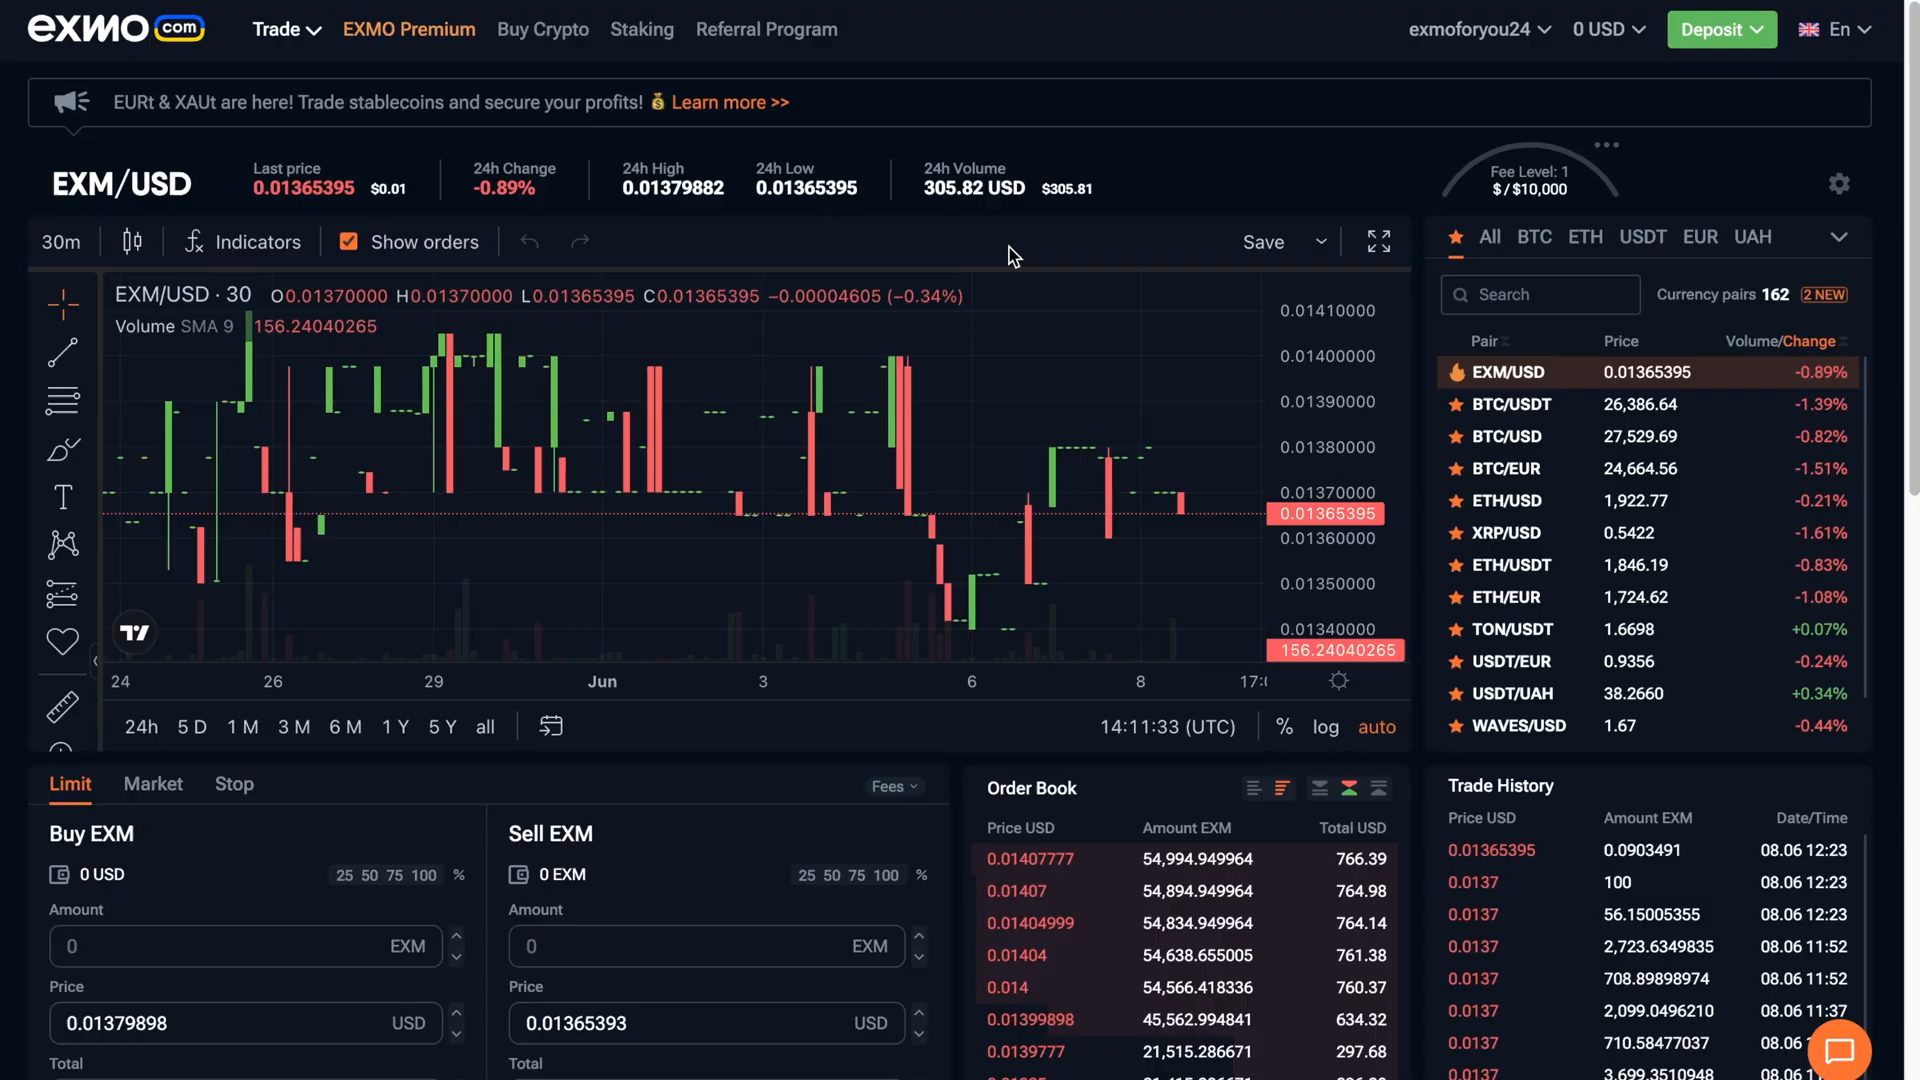 exmo com Trade EXMO Premium Buy Crypto Staking Referral Program exmoforyou24 0 USD Deposit En
EURt & XAUt are here! Trade stablecoins and secure your profits! Learn more >>
EXM/USD
Last price
0.01365395 $0.01
24h Change
-0.89%
24h High
0.01379882
24h Low
0.01365395
24h Volume
305.82 USD $305.81
Fee Level: 1
$ / $10,000
30m Indicators Show orders Save
EXM/USD · 30 O0.01370000 H0.01370000 L0.01365395 C0.01365395 −0.00004605 (−0.34%)
Volume SMA 9 156.24040265
0.01410000
0.01400000
0.01390000
0.01380000
0.01370000
0.01365395
0.01360000
0.01350000
0.01340000
156.24040265
24 26 29 Jun 3 6 8 17:
24h 5 D 1 M 3 M 6 M 1 Y 5 Y all 14:11:33 (UTC) % log auto
All BTC ETH USDT EUR UAH
Search Currency pairs 162 2 NEW
Pair Price Volume/Change
EXM/USD 0.01365395 -0.89%
BTC/USDT 26,386.64 -1.39%
BTC/USD 27,529.69 -0.82%
BTC/EUR 24,664.56 -1.51%
ETH/USD 1,922.77 -0.21%
XRP/USD 0.5422 -1.61%
ETH/USDT 1,846.19 -0.83%
ETH/EUR 1,724.62 -1.08%
TON/USDT 1.6698 +0.07%
USDT/EUR 0.9356 -0.24%
USDT/UAH 38.2660 +0.34%
WAVES/USD 1.67 -0.44%
Limit Market Stop Fees
Buy EXM
0 USD 25 50 75 100 %
Amount
0 EXM
Price
0.01379898 USD
Total
Sell EXM
0 EXM 25 50 75 100 %
Amount
0 EXM
Price
0.01365393 USD
Total
Order Book
Price USD Amount EXM Total USD
0.01407777 54,994.949964 766.39
0.01407 54,894.949964 764.98
0.01404999 54,834.949964 764.14
0.01404 54,638.655005 761.38
0.014 54,566.418336 760.37
0.01399898 45,562.994841 634.32
0.0139777 21,515.286671 297.68
Trade History
Price USD Amount EXM Date/Time
0.01365395 0.0903491 08.06 12:23
0.0137 100 08.06 12:23
0.0137 56.15005355 08.06 12:23
0.0137 2,723.6349835 08.06 11:52
0.0137 708.89898974 08.06 11:52
0.0137 2,099.0496210 08.06 11:37
0.0137 710.58477037 08.06
0.0137 3,699.3510948 08.06